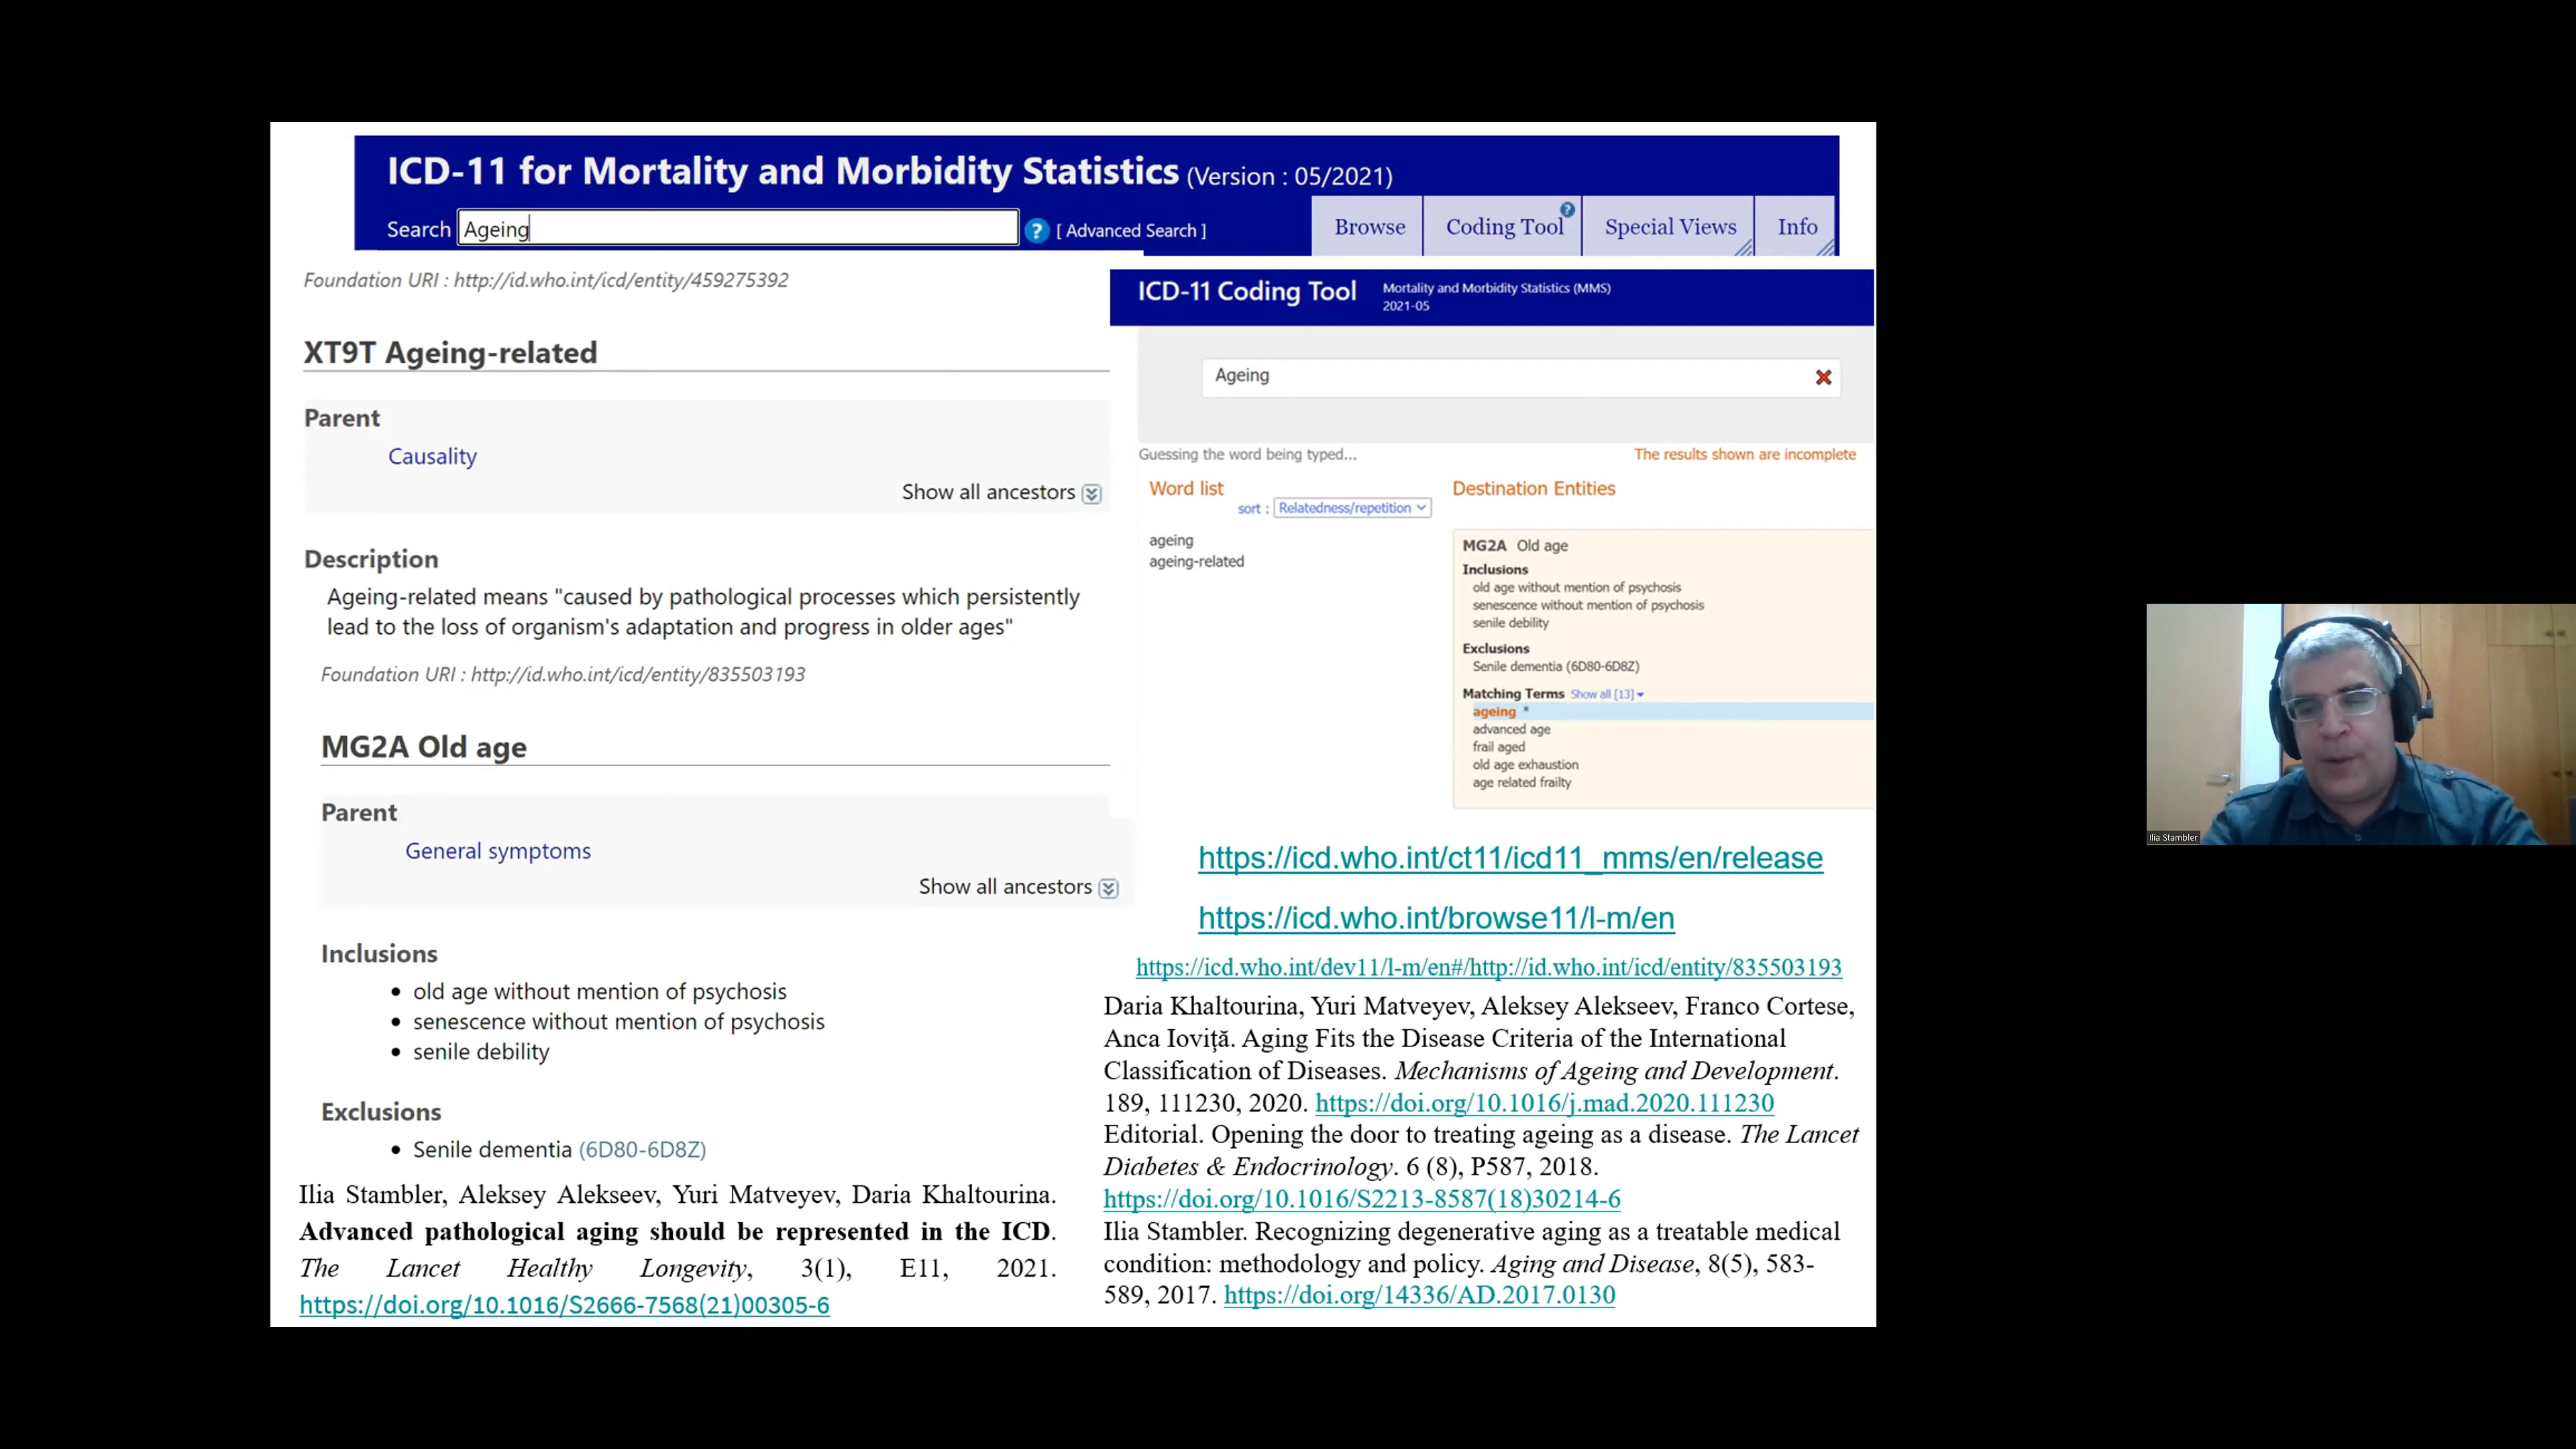 ICD-11 for Mortality and Morbidity Statistics (Version : 05/2021)
Search Ageing ? [ Advanced Search ] Browse Coding Tool ? Special Views Info
Foundation URI : http://id.who.int/icd/entity/459275392
XT9T Ageing-related
Parent
Causality
Show all ancestors
Description
Ageing-related means "caused by pathological processes which persistently
lead to the loss of organism's adaptation and progress in older ages"
Foundation URI : http://id.who.int/icd/entity/835503193
MG2A Old age
Parent
General symptoms
Show all ancestors
Inclusions
• old age without mention of psychosis
• senescence without mention of psychosis
• senile debility
Exclusions
• Senile dementia (6D80-6D8Z)
Ilia Stambler, Aleksey Alekseev, Yuri Matveyev, Daria Khaltourina.
Advanced pathological aging should be represented in the ICD.
The Lancet Healthy Longevity, 3(1), E11, 2021.
https://doi.org/10.1016/S2666-7568(21)00305-6
ICD-11 Coding Tool
Mortality and Morbidity Statistics (MMS)
2021-05
Ageing
Guessing the word being typed...
The results shown are incomplete
Word list
sort : Relatedness/repetition
ageing
ageing-related
Destination Entities
MG2A Old age
Inclusions
old age without mention of psychosis
senescence without mention of psychosis
senile debility
Exclusions
Senile dementia (6D80-6D8Z)
Matching Terms Show all [13]
ageing *
advanced age
frail aged
old age exhaustion
age related frailty
https://icd.who.int/ct11/icd11_mms/en/release
https://icd.who.int/browse11/l-m/en
https://icd.who.int/dev11/l-m/en#/http://id.who.int/icd/entity/835503193
Daria Khaltourina, Yuri Matveyev, Aleksey Alekseev, Franco Cortese,
Anca Ioviţă. Aging Fits the Disease Criteria of the International
Classification of Diseases. Mechanisms of Ageing and Development.
189, 111230, 2020. https://doi.org/10.1016/j.mad.2020.111230
Editorial. Opening the door to treating ageing as a disease. The Lancet
Diabetes & Endocrinology. 6 (8), P587, 2018.
https://doi.org/10.1016/S2213-8587(18)30214-6
Ilia Stambler. Recognizing degenerative aging as a treatable medical
condition: methodology and policy. Aging and Disease, 8(5), 583-
589, 2017. https://doi.org/14336/AD.2017.0130
Ilia Stambler